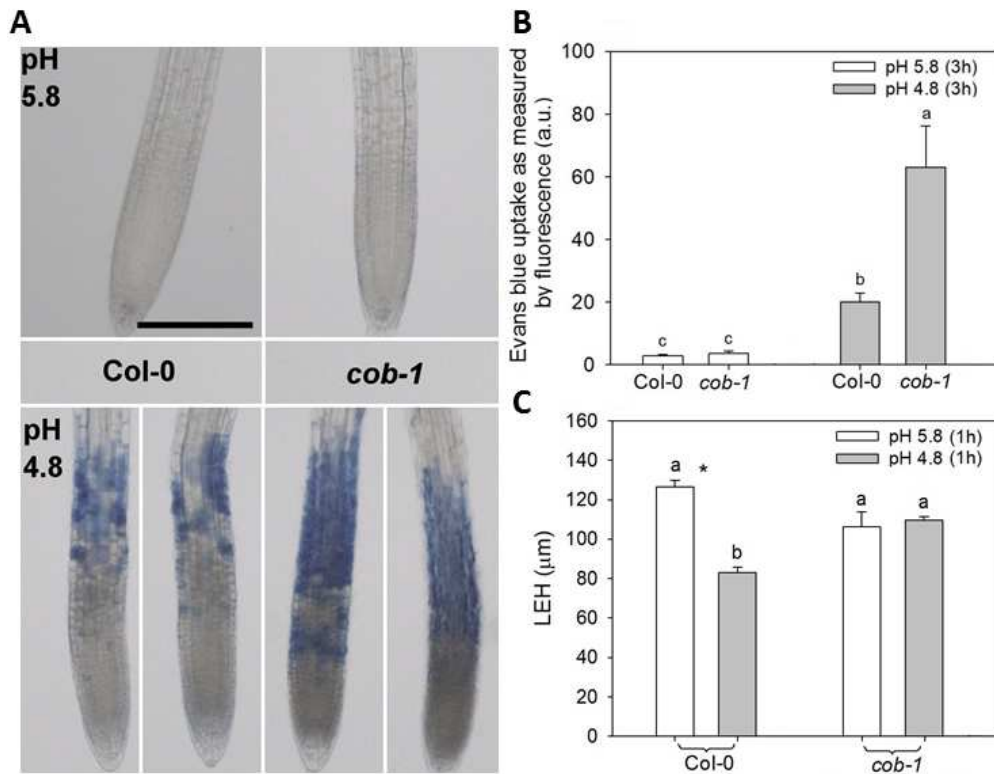 A
pH
5.8
Col-0
cob-1
pH
4.8
B
Evans blue uptake as measured
by fluorescence (a.u.)
100
80
60
40
20
0
pH 5.8 (3h)
pH 4.8 (3h)
c
c
b
a
Col-0
cob-1
Col-0
cob-1
C
LEH (μm)
160
140
120
100
80
60
40
20
0
pH 5.8 (1h)
pH 4.8 (1h)
a
*
b
a
a
Col-0
cob-1